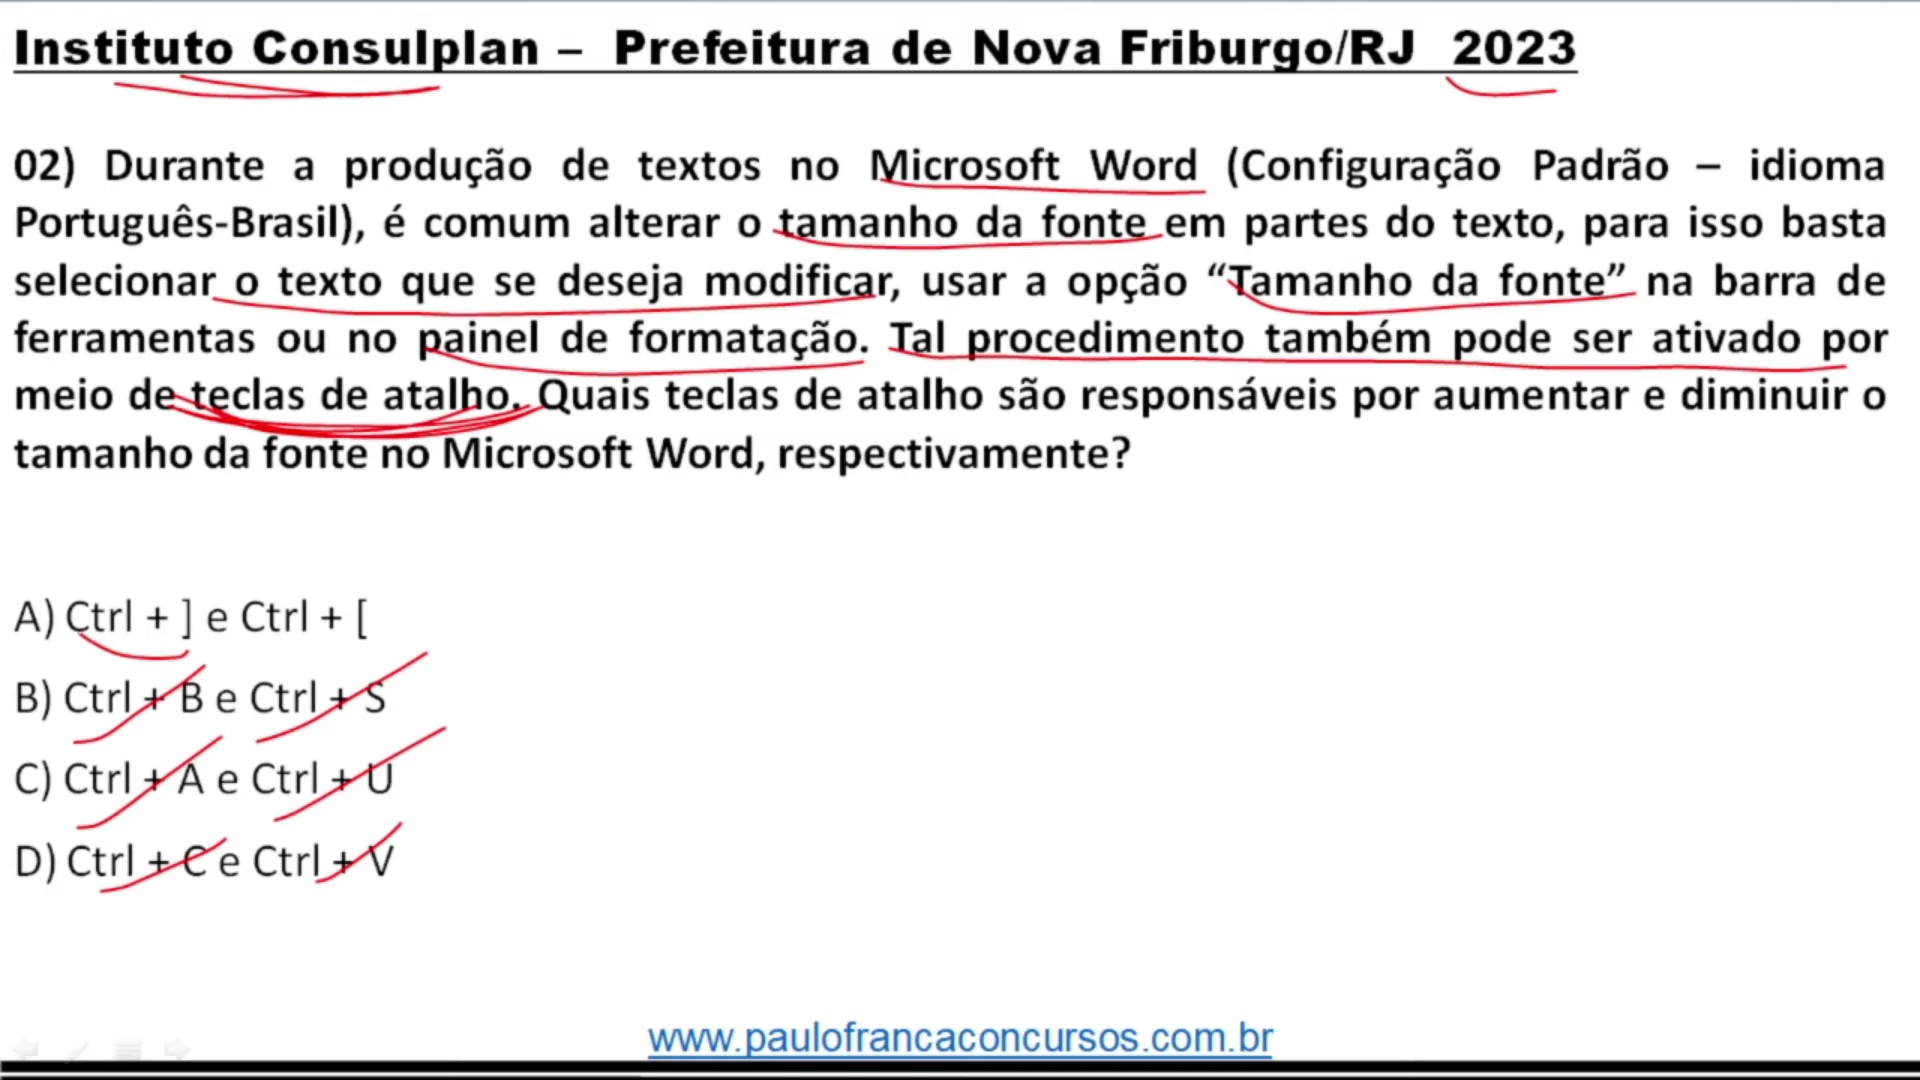 Instituto Consulplan – Prefeitura de Nova Friburgo/RJ 2023
02) Durante a produção de textos no Microsoft Word (Configuração Padrão – idioma
Português-Brasil), é comum alterar o tamanho da fonte em partes do texto, para isso basta
selecionar o texto que se deseja modificar, usar a opção “Tamanho da fonte” na barra de
ferramentas ou no painel de formatação. Tal procedimento também pode ser ativado por
meio de teclas de atalho. Quais teclas de atalho são responsáveis por aumentar e diminuir o
tamanho da fonte no Microsoft Word, respectivamente?
A) Ctrl + ] e Ctrl + [
B) Ctrl + B e Ctrl + S
C) Ctrl + A e Ctrl + U
D) Ctrl + C e Ctrl + V
www.paulofrancaconcursos.com.br